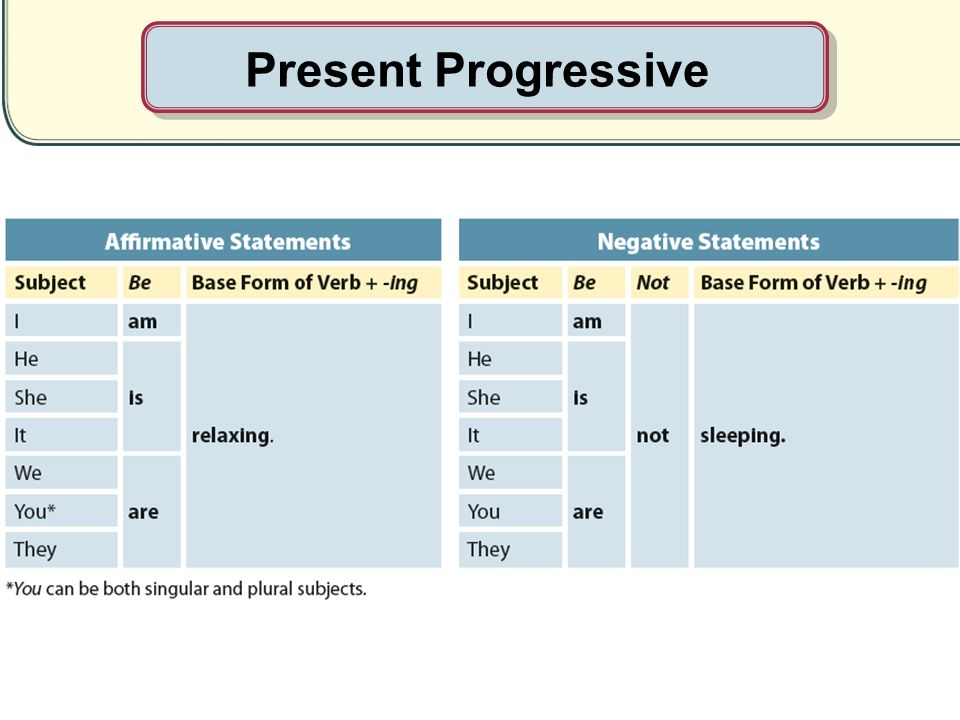 Present Progressive
Affirmative Statements
Subject Be Base Form of Verb + -ing
I am
He
She is
It relaxing.
We
You* are
They
*You can be both singular and plural subjects.
Negative Statements
Subject Be Not Base Form of Verb + -ing
I am
He
She is
It not sleeping.
We
You are
They